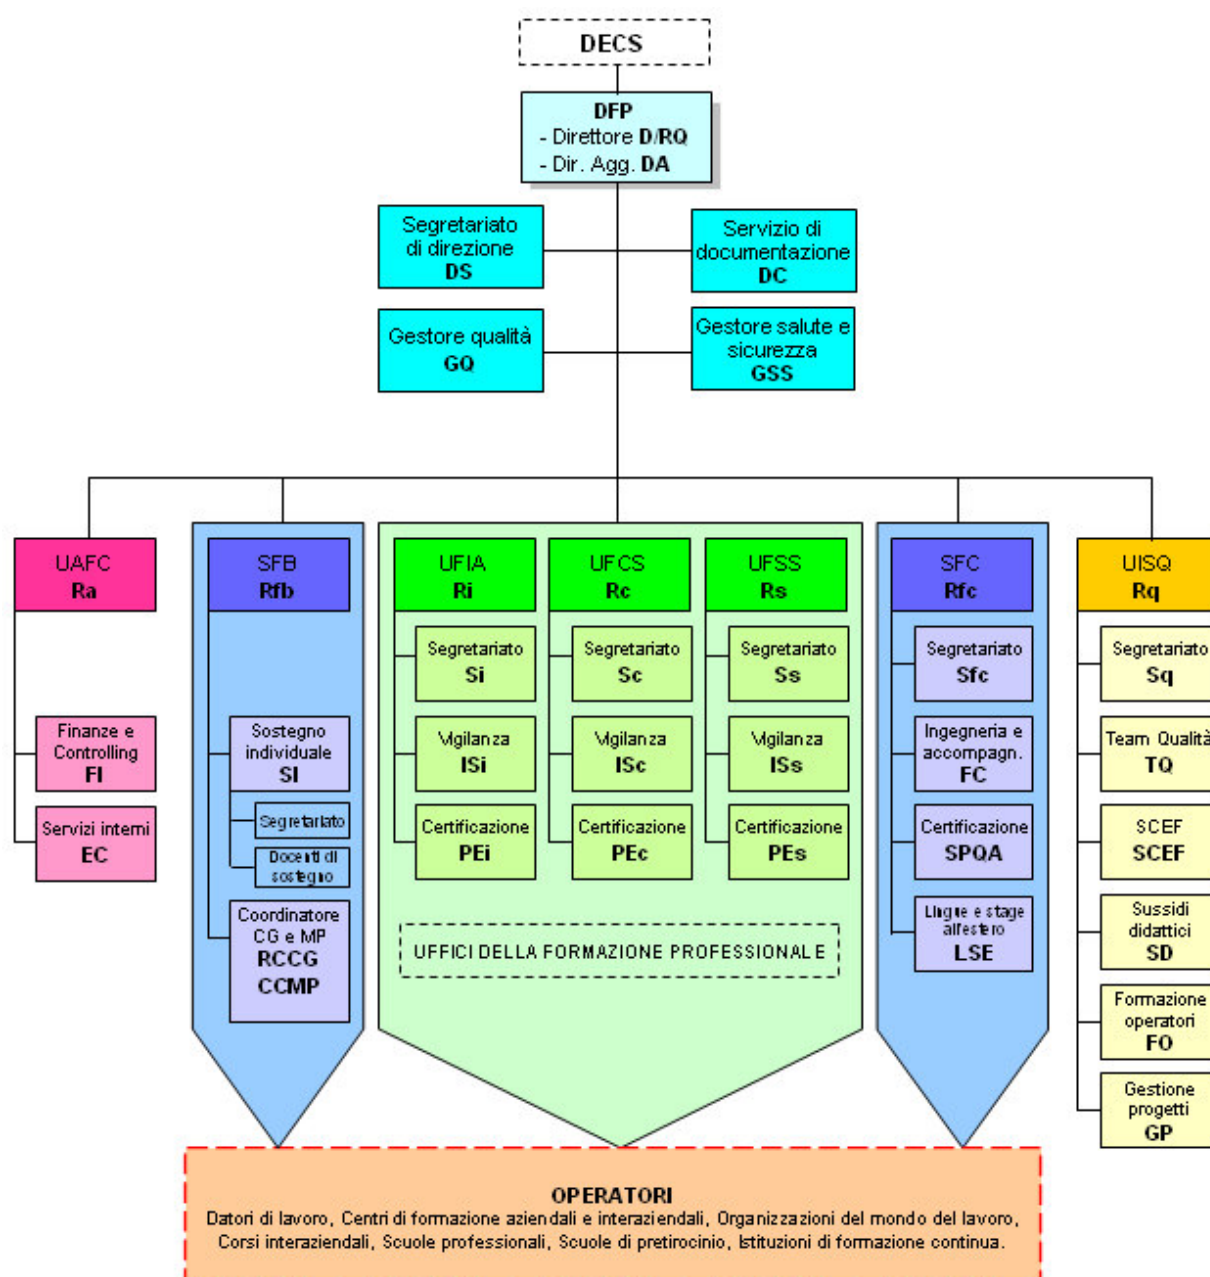 DECS
DFP
- Direttore D/RQ
- Dir. Agg. DA
Segretariato
di direzione
DS
Servizio di
documentazione
DC
Gestore qualità
GQ
Gestore salute e
sicurezza
GSS
UAFC
Ra
Finanze e
Controlling
FI
Servizi interni
EC
SFB
Rfb
Sostegno
individuale
SI
Segretariato
Docenti di
sostegno
Coordinatore
CG e MP
RCCG
CCMP
UFIA
Ri
Segretariato
Si
Vigilanza
ISi
Certificazione
PEi
UFCS
Rc
Segretariato
Sc
Vigilanza
ISc
Certificazione
PEc
UFSS
Rs
Segretariato
Ss
Vigilanza
ISs
Certificazione
PEs
UFFICI DELLA FORMAZIONE PROFESSIONALE
SFC
Rfc
Segretariato
Sfc
Ingegneria e
accompagn.
FC
Certificazione
SPQA
Lingue e stage
all'estero
LSE
UISQ
Rq
Segretariato
Sq
Team Qualità
TQ
SCEF
SCEF
Sussidi
didattici
SD
Formazione
operatori
FO
Gestione
progetti
GP
OPERATORI
Datori di lavoro, Centri di formazione aziendali e interaziendali, Organizzazioni del mondo del lavoro,
Corsi interaziendali, Scuole professionali, Scuole di pretirocinio, Istituzioni di formazione continua.